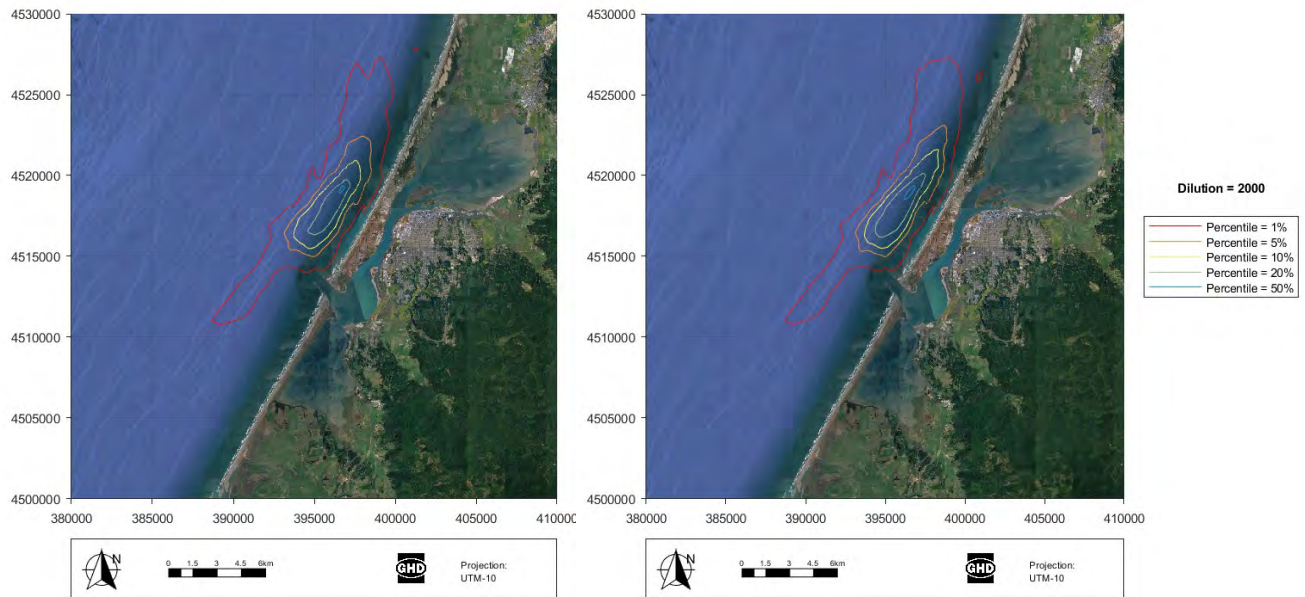 4530000
4525000
4520000
4515000
4510000
4505000
4500000
380000 385000 390000 395000 400000 405000 410000
N
0 1.5 3 4.5 6km
GHD
Projection:
UTM-10
4530000
4525000
4520000
4515000
4510000
4505000
4500000
380000 385000 390000 395000 400000 405000 410000
N
0 1.5 3 4.5 6km
GHD
Projection:
UTM-10
Dilution = 2000
Percentile = 1%
Percentile = 5%
Percentile = 10%
Percentile = 20%
Percentile = 50%